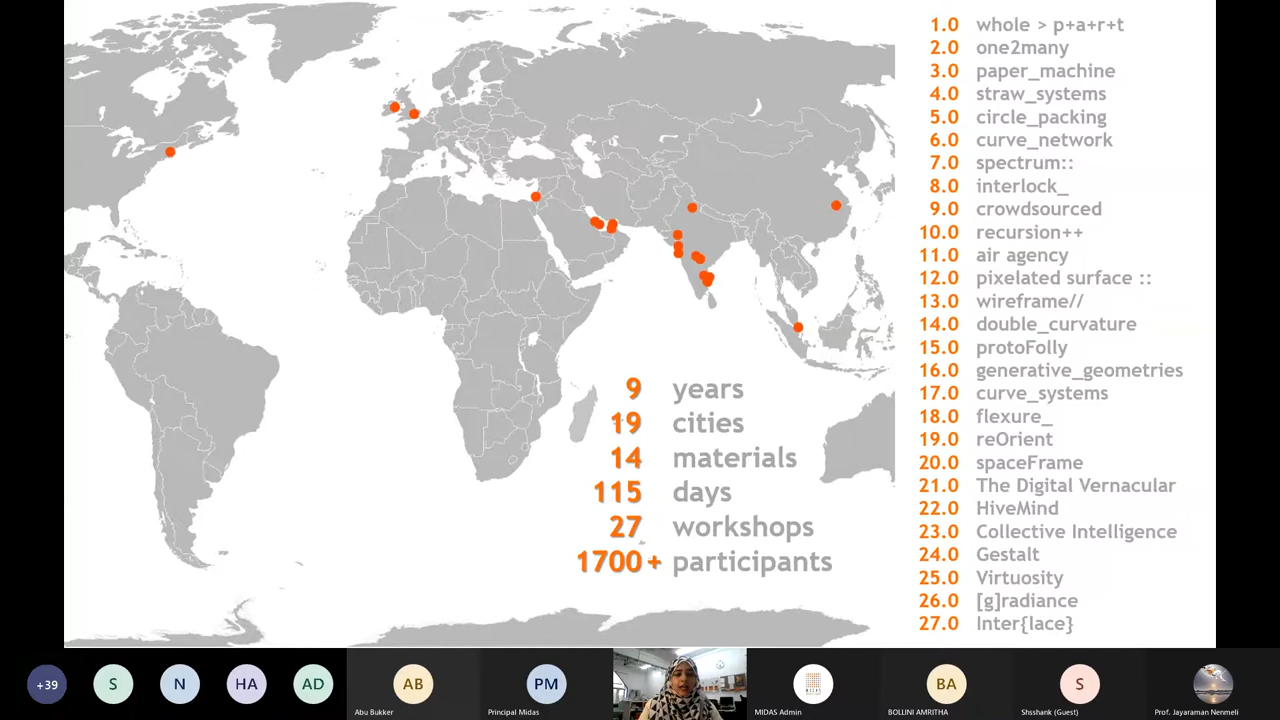 1.0 whole > p+a+r+t
2.0 one2many
3.0 paper_machine
4.0 straw_systems
5.0 circle_packing
6.0 curve_network
7.0 spectrum::
8.0 interlock_
9.0 crowdsourced
10.0 recursion++
11.0 air agency
12.0 pixelated surface ::
13.0 wireframe//
14.0 double_curvature
15.0 protoFolly
16.0 generative_geometries
17.0 curve_systems
18.0 flexure_
19.0 reOrient
20.0 spaceFrame
21.0 The Digital Vernacular
22.0 HiveMind
23.0 Collective Intelligence
24.0 Gestalt
25.0 Virtuosity
26.0 [g]radiance
27.0 Inter{lace}
9 years
19 cities
14 materials
115 days
27 workshops
1700+ participants
+39
S
N
HA
AD
AB
Abu Bukker
PM
Principal Midas
MIDAS
MIDAS Admin
BA
BOLLINI AMRITHA
S
Shsshank (Guest)
Prof. Jayaraman Nenmeli